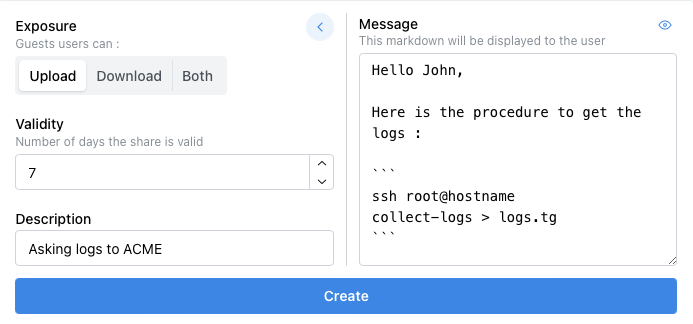 Exposure
Guests users can :
Upload Download Both
Validity
Number of days the share is valid
7
Description
Asking logs to ACME
Message
This markdown will be displayed to the user
Hello John,
Here is the procedure to get the
logs :
```
ssh root@hostname
collect-logs > logs.tg
```
Create